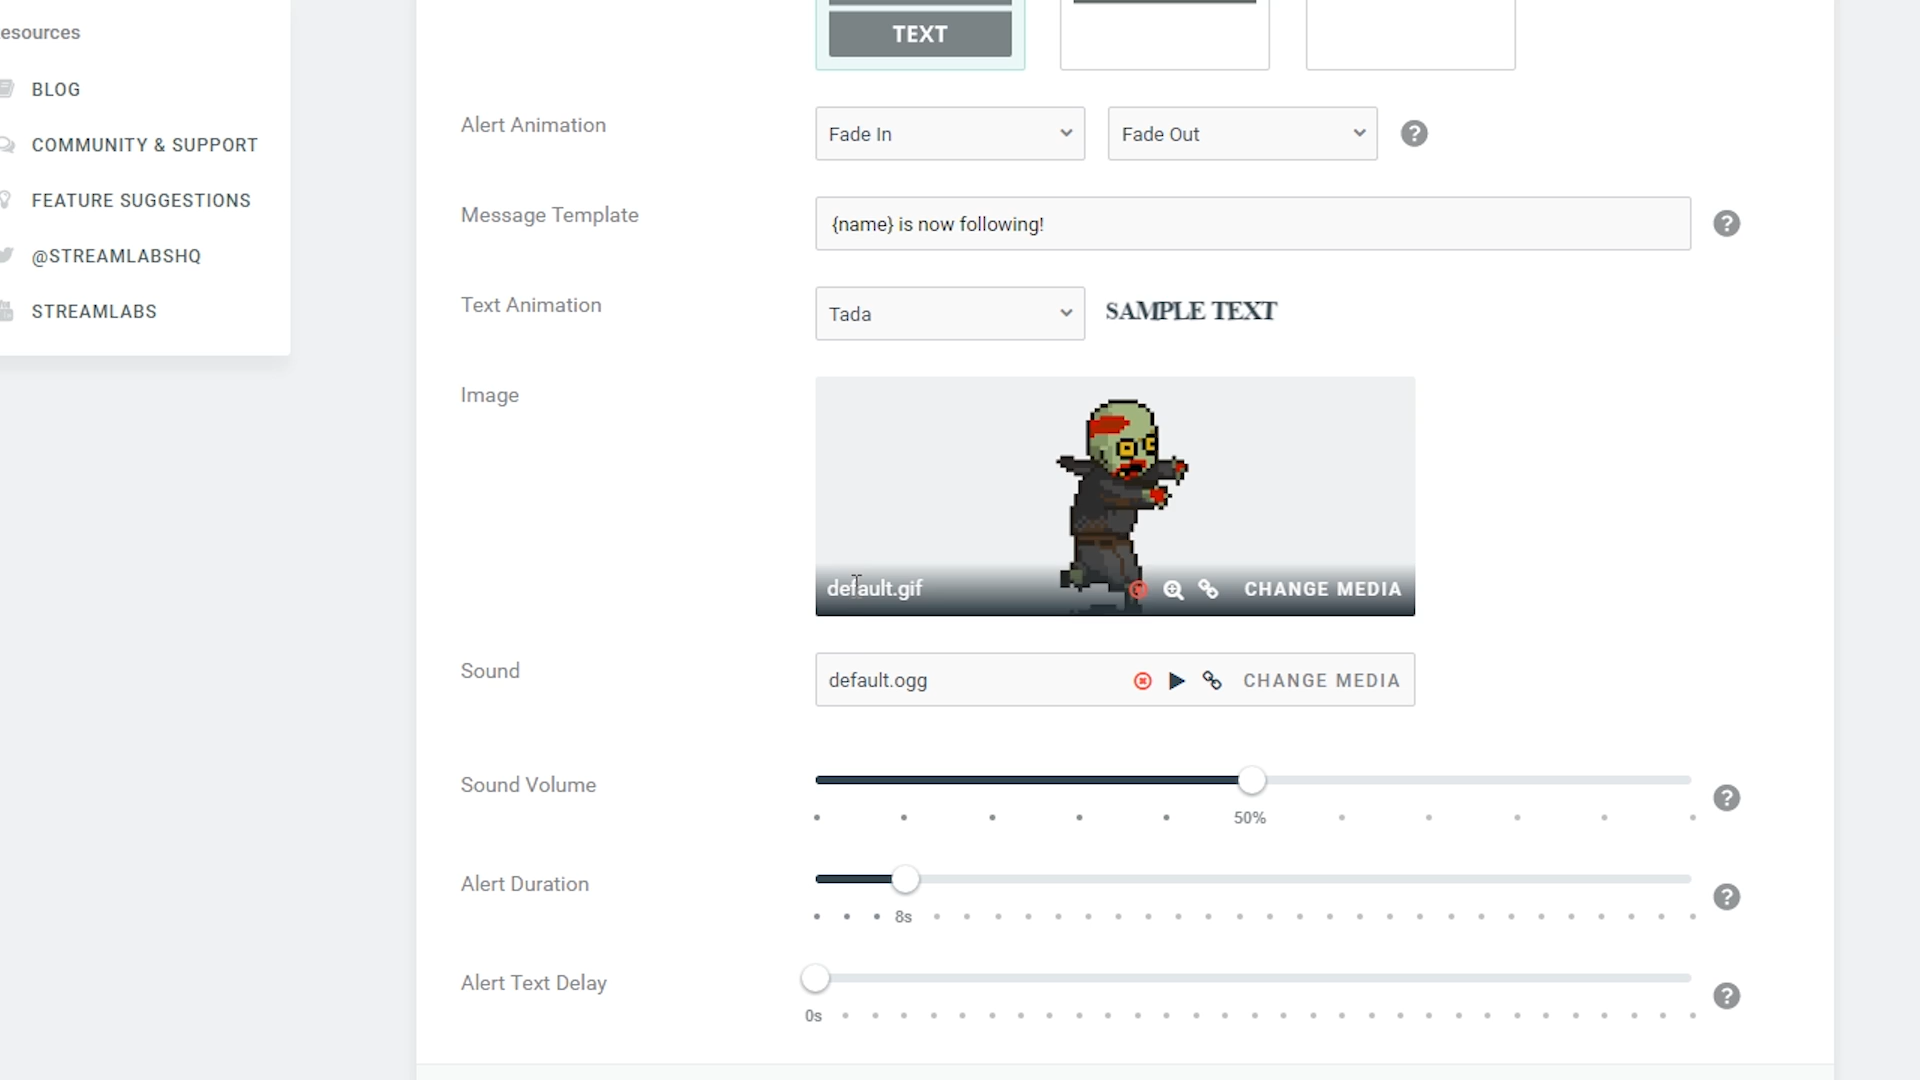 esources
BLOG
COMMUNITY & SUPPORT
FEATURE SUGGESTIONS
@STREAMLABSHQ
STREAMLABS
TEXT
Alert Animation
Fade In
Fade Out
?
Message Template
{name} is now following!
?
Text Animation
Tada
SAMPLE TEXT
Image
default.gif
CHANGE MEDIA
Sound
default.ogg
CHANGE MEDIA
Sound Volume
50%
?
Alert Duration
8s
?
Alert Text Delay
0s
?